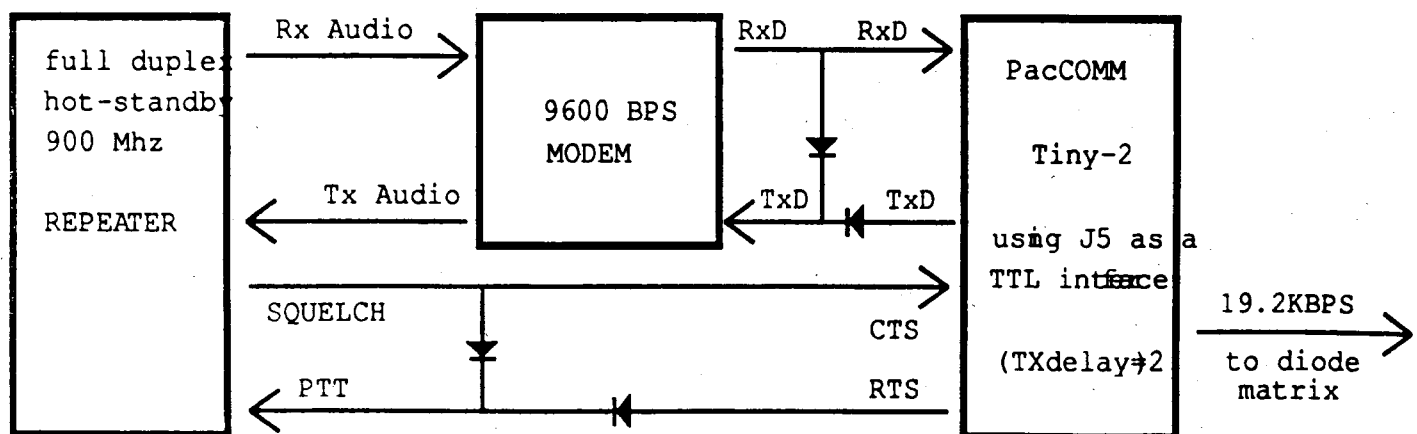 full duplex
hot-standby
900 Mhz
REPEATER
Rx Audio
Tx Audio
SQUELCH
PTT
9600 BPS
MODEM
RxD
RxD
TxD
TxD
CTS
RTS
PacCOMM
Tiny-2
using J5 as a
TTL interface
(TXdelay=2
19.2KBPS
to diode
matrix